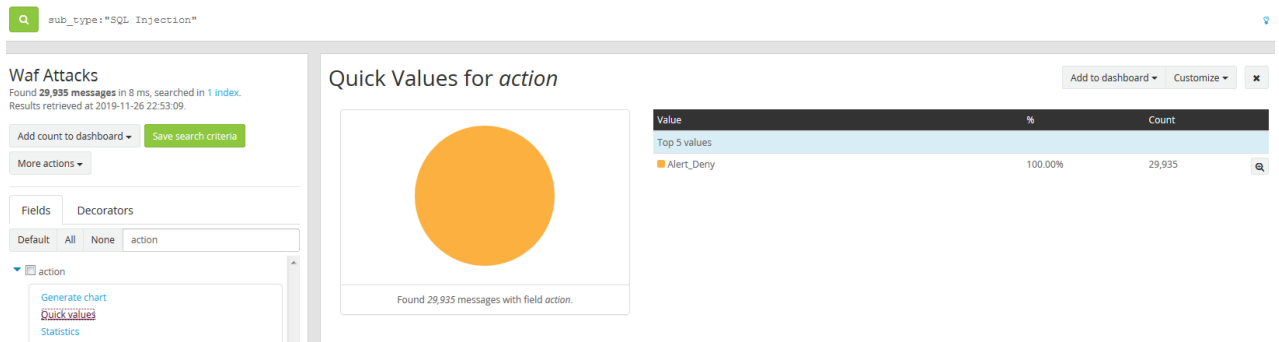 sub_type:"SQL Injection"
Waf Attacks
Found 29,935 messages in 8 ms, searched in 1 index.
Results retrieved at 2019-11-26 22:53:09.
Add count to dashboard
Save search criteria
More actions
Fields Decorators
Default All None action
action
Generate chart
Quick values
Statistics
Quick Values for action
Add to dashboard Customize
Found 29,935 messages with field action.
Value % Count
Top 5 values
Alert_Deny 100.00% 29,935